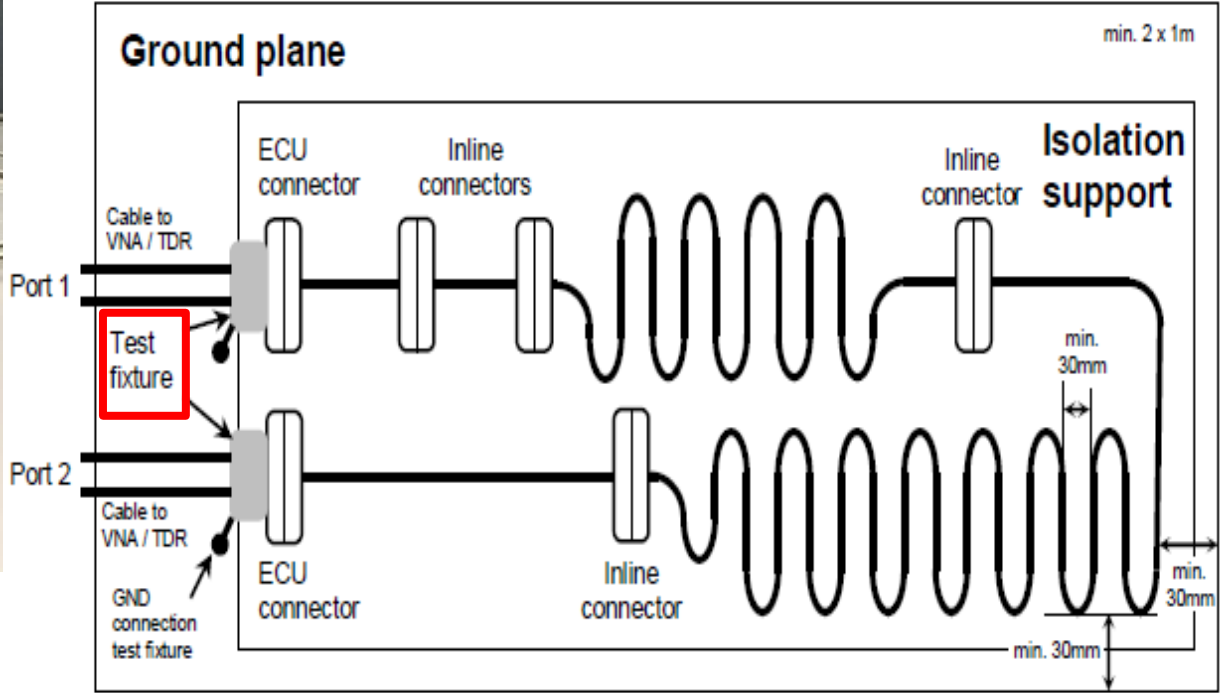 Ground plane
min. 2 x 1m
Isolation
support
ECU
connector
Inline
connectors
Inline
connector
Cable to
VNA / TDR
Port 1
Test
fixture
min.
30mm
Port 2
Cable to
VNA / TDR
GND
connection
test fixture
ECU
connector
Inline
connector
min.
30mm
min. 30mm